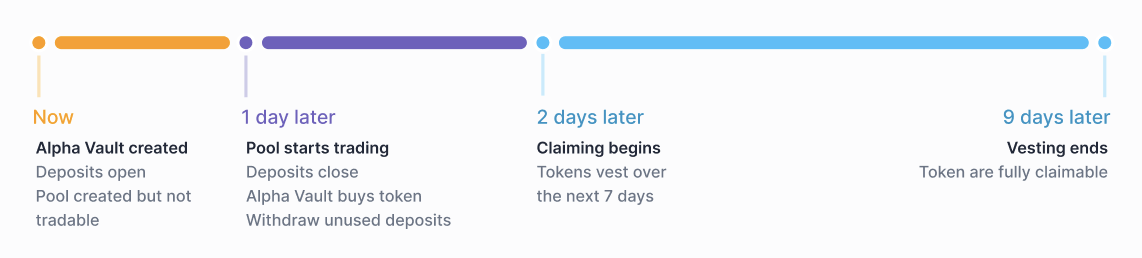 Now
Alpha Vault created
Deposits open
Pool created but not
tradable
1 day later
Pool starts trading
Deposits close
Alpha Vault buys token
Withdraw unused deposits
2 days later
Claiming begins
Tokens vest over
the next 7 days
9 days later
Vesting ends
Token are fully claimable